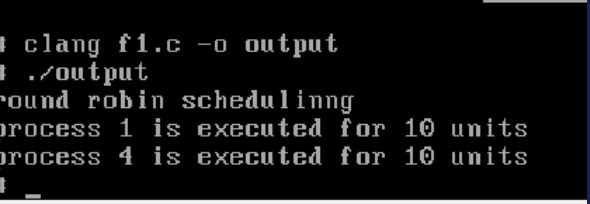 # clang f1.c -o output
# ./output
round robin schedulinng
process 1 is executed for 10 units
process 4 is executed for 10 units
# _